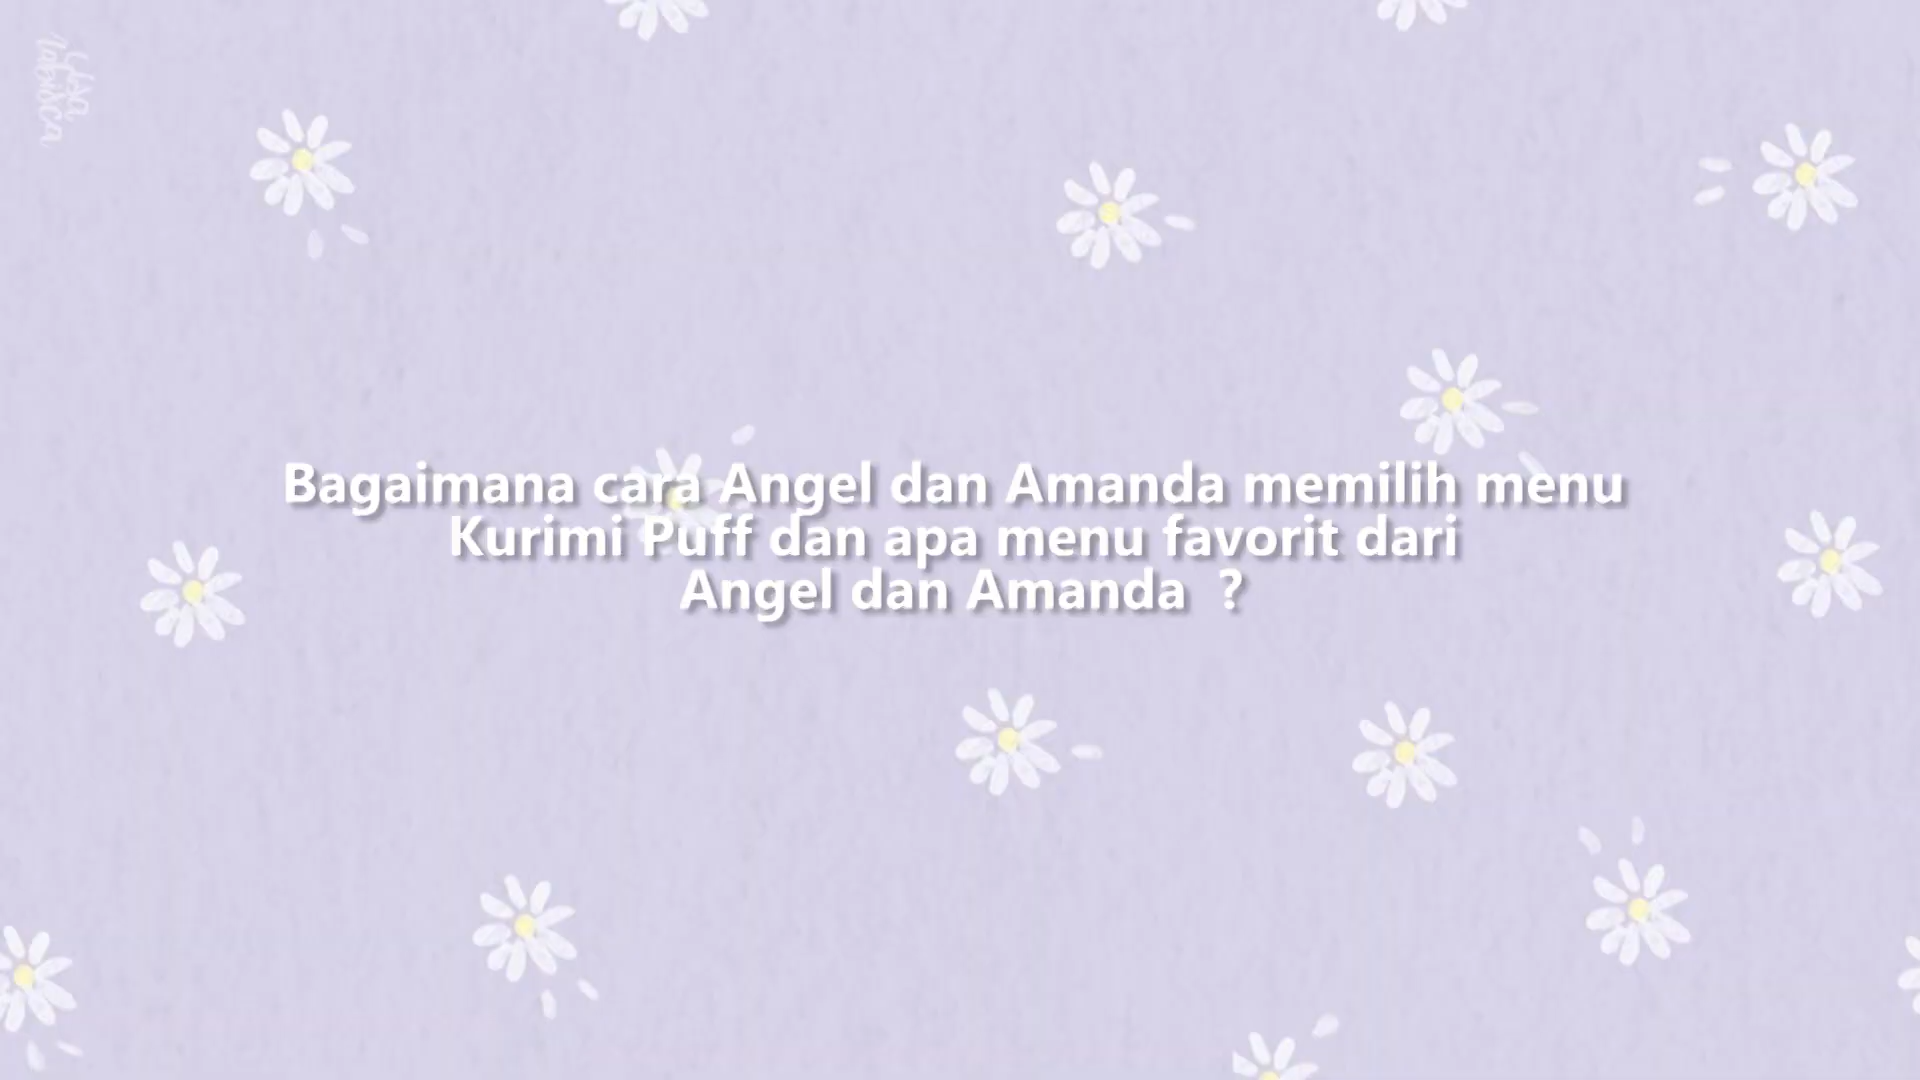 Bagaimana cara Angel dan Amanda memilih menu
Kurimi Puff dan apa menu favorit dari
Angel dan Amanda ?